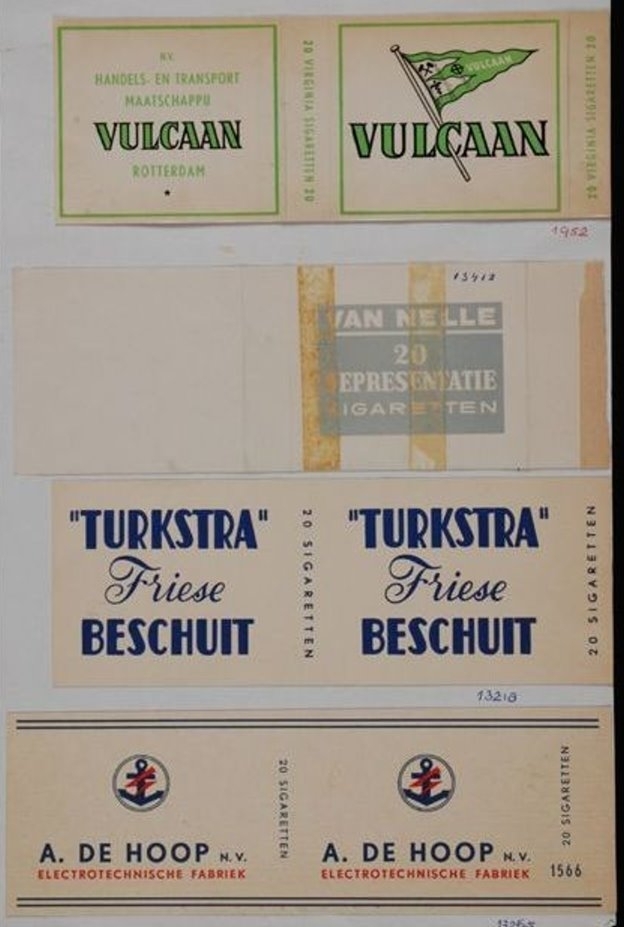 N.V.
HANDELS- EN TRANSPORT
MAATSCHAPPIJ
VULCAAN
ROTTERDAM
20 VIRGINIA SIGARETTEN 20
VULCAAN
VULCAAN
20 VIRGINIA SIGARETTEN 20
1952
13412
VAN NELLE
20
REPRESENTATIE
SIGARETTEN
"TURKSTRA"
Friese
BESCHUIT
20 SIGARETTEN
"TURKSTRA"
Friese
BESCHUIT
20 SIGARETTEN
13218
A. DE HOOP N.V.
ELECTROTECHNISCHE FABRIEK
20 SIGARETTEN
A. DE HOOP N.V.
ELECTROTECHNISCHE FABRIEK
20 SIGARETTEN
1566